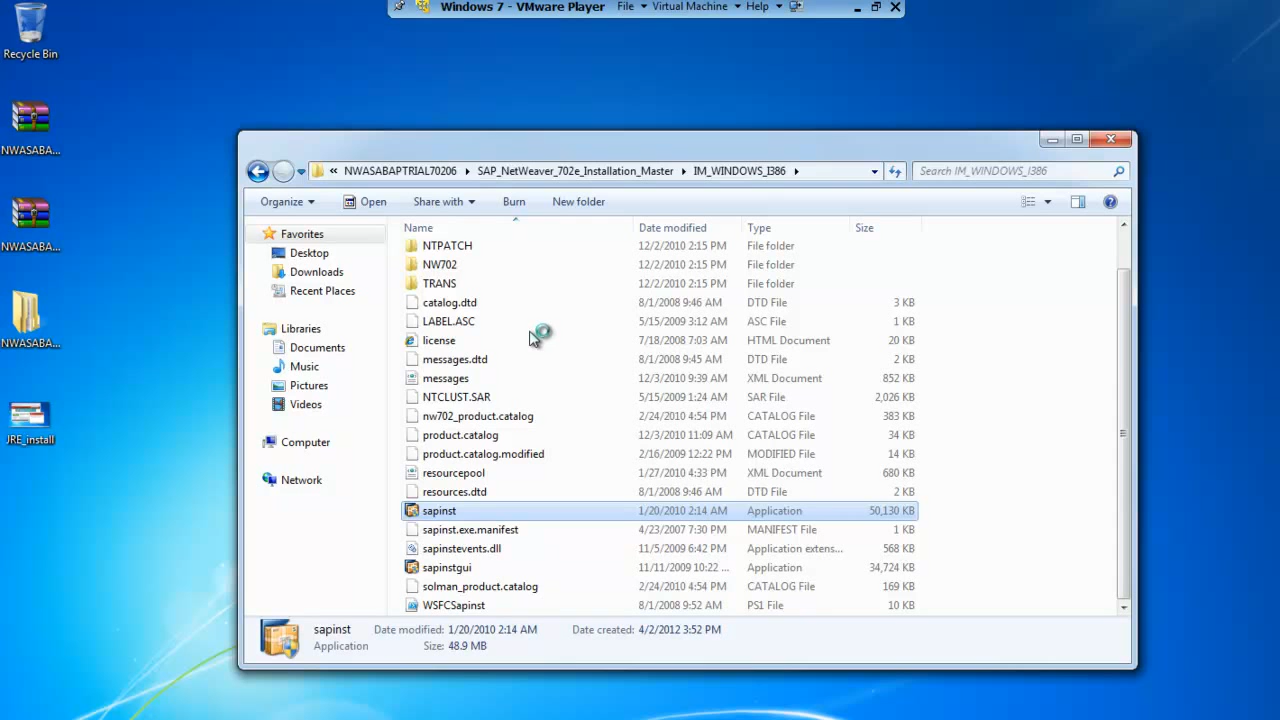 Windows 7 - VMware Player File Virtual Machine Help
Recycle Bin
NWASABA...
NWASABA...
NWASABA...
JRE_install
« NWASABAPTRIAL70206 SAP_NetWeaver_702e_Installation_Master IM_WINDOWS_I386
Search IM_WINDOWS_I386
Organize Open Share with Burn New folder
Favorites
Desktop
Downloads
Recent Places
Libraries
Documents
Music
Pictures
Videos
Computer
Network
Name Date modified Type Size
NTPATCH 12/2/2010 2:15 PM File folder
NW702 12/2/2010 2:15 PM File folder
TRANS 12/2/2010 2:15 PM File folder
catalog.dtd 8/1/2008 9:46 AM DTD File 3 KB
LABEL.ASC 5/15/2009 3:12 AM ASC File 1 KB
license 7/18/2008 7:03 AM HTML Document 20 KB
messages.dtd 8/1/2008 9:45 AM DTD File 2 KB
messages 12/3/2010 9:39 AM XML Document 852 KB
NTCLUST.SAR 5/15/2009 1:24 AM SAR File 2,026 KB
nw702_product.catalog 2/24/2010 4:54 PM CATALOG File 383 KB
product.catalog 12/3/2010 11:09 AM CATALOG File 34 KB
product.catalog.modified 2/16/2009 12:22 PM MODIFIED File 14 KB
resourcepool 1/27/2010 4:33 PM XML Document 680 KB
resources.dtd 8/1/2008 9:46 AM DTD File 2 KB
sapinst 1/20/2010 2:14 AM Application 50,130 KB
sapinst.exe.manifest 4/23/2007 7:30 PM MANIFEST File 1 KB
sapinstevents.dll 11/5/2009 6:42 PM Application extens... 568 KB
sapinstgui 11/11/2009 10:22 ... Application 34,724 KB
solman_product.catalog 2/24/2010 4:54 PM CATALOG File 169 KB
WSFCSapinst 8/1/2008 9:52 AM PS1 File 10 KB
sapinst Date modified: 1/20/2010 2:14 AM Date created: 4/2/2012 3:52 PM
Application Size: 48.9 MB